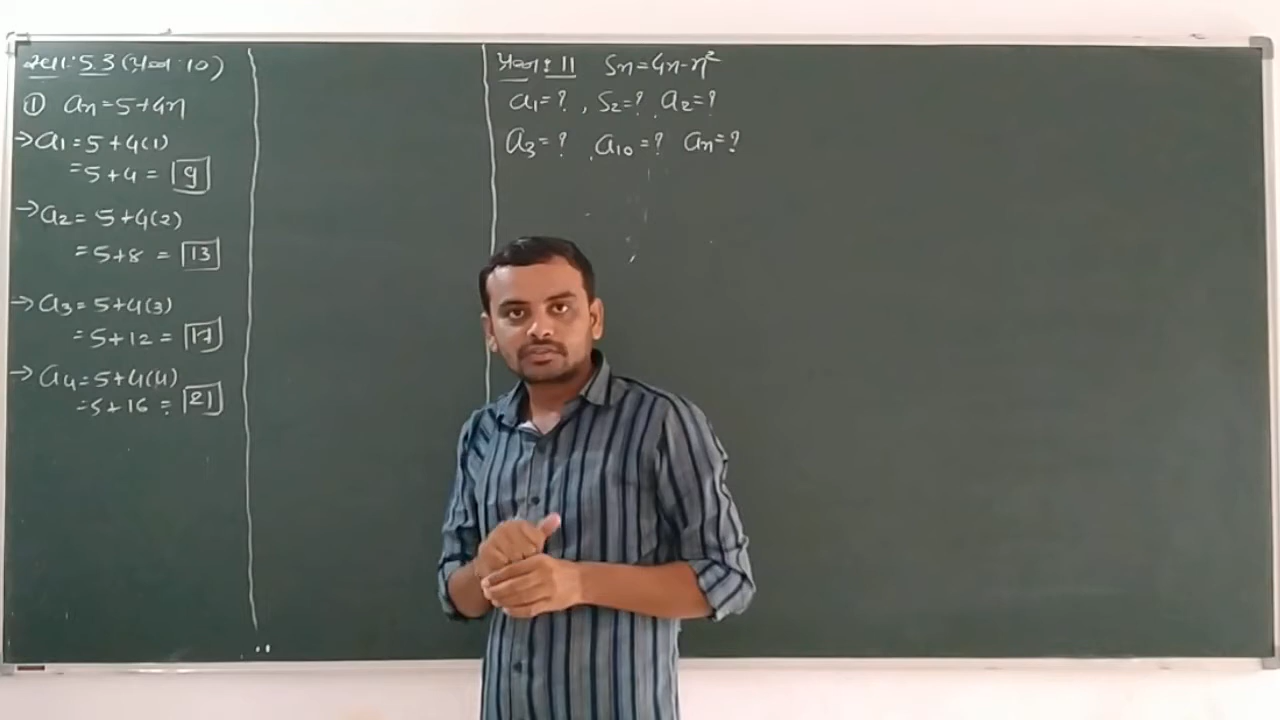 સ્વા. 5.3 (પ્રશ્ન 10)
① an = 5 + 4n
→ a1 = 5 + 4(1)
= 5 + 4 = 9
→ a2 = 5 + 4(2)
= 5 + 8 = 13
→ a3 = 5 + 4(3)
= 5 + 12 = 17
→ a4 = 5 + 4(4)
= 5 + 16 = 21
પ્રશ્ન : 11 Sn = 4n - n²
a1 = ? , S2 = ? , a2 = ?
a3 = ? , a10 = ? an = ?